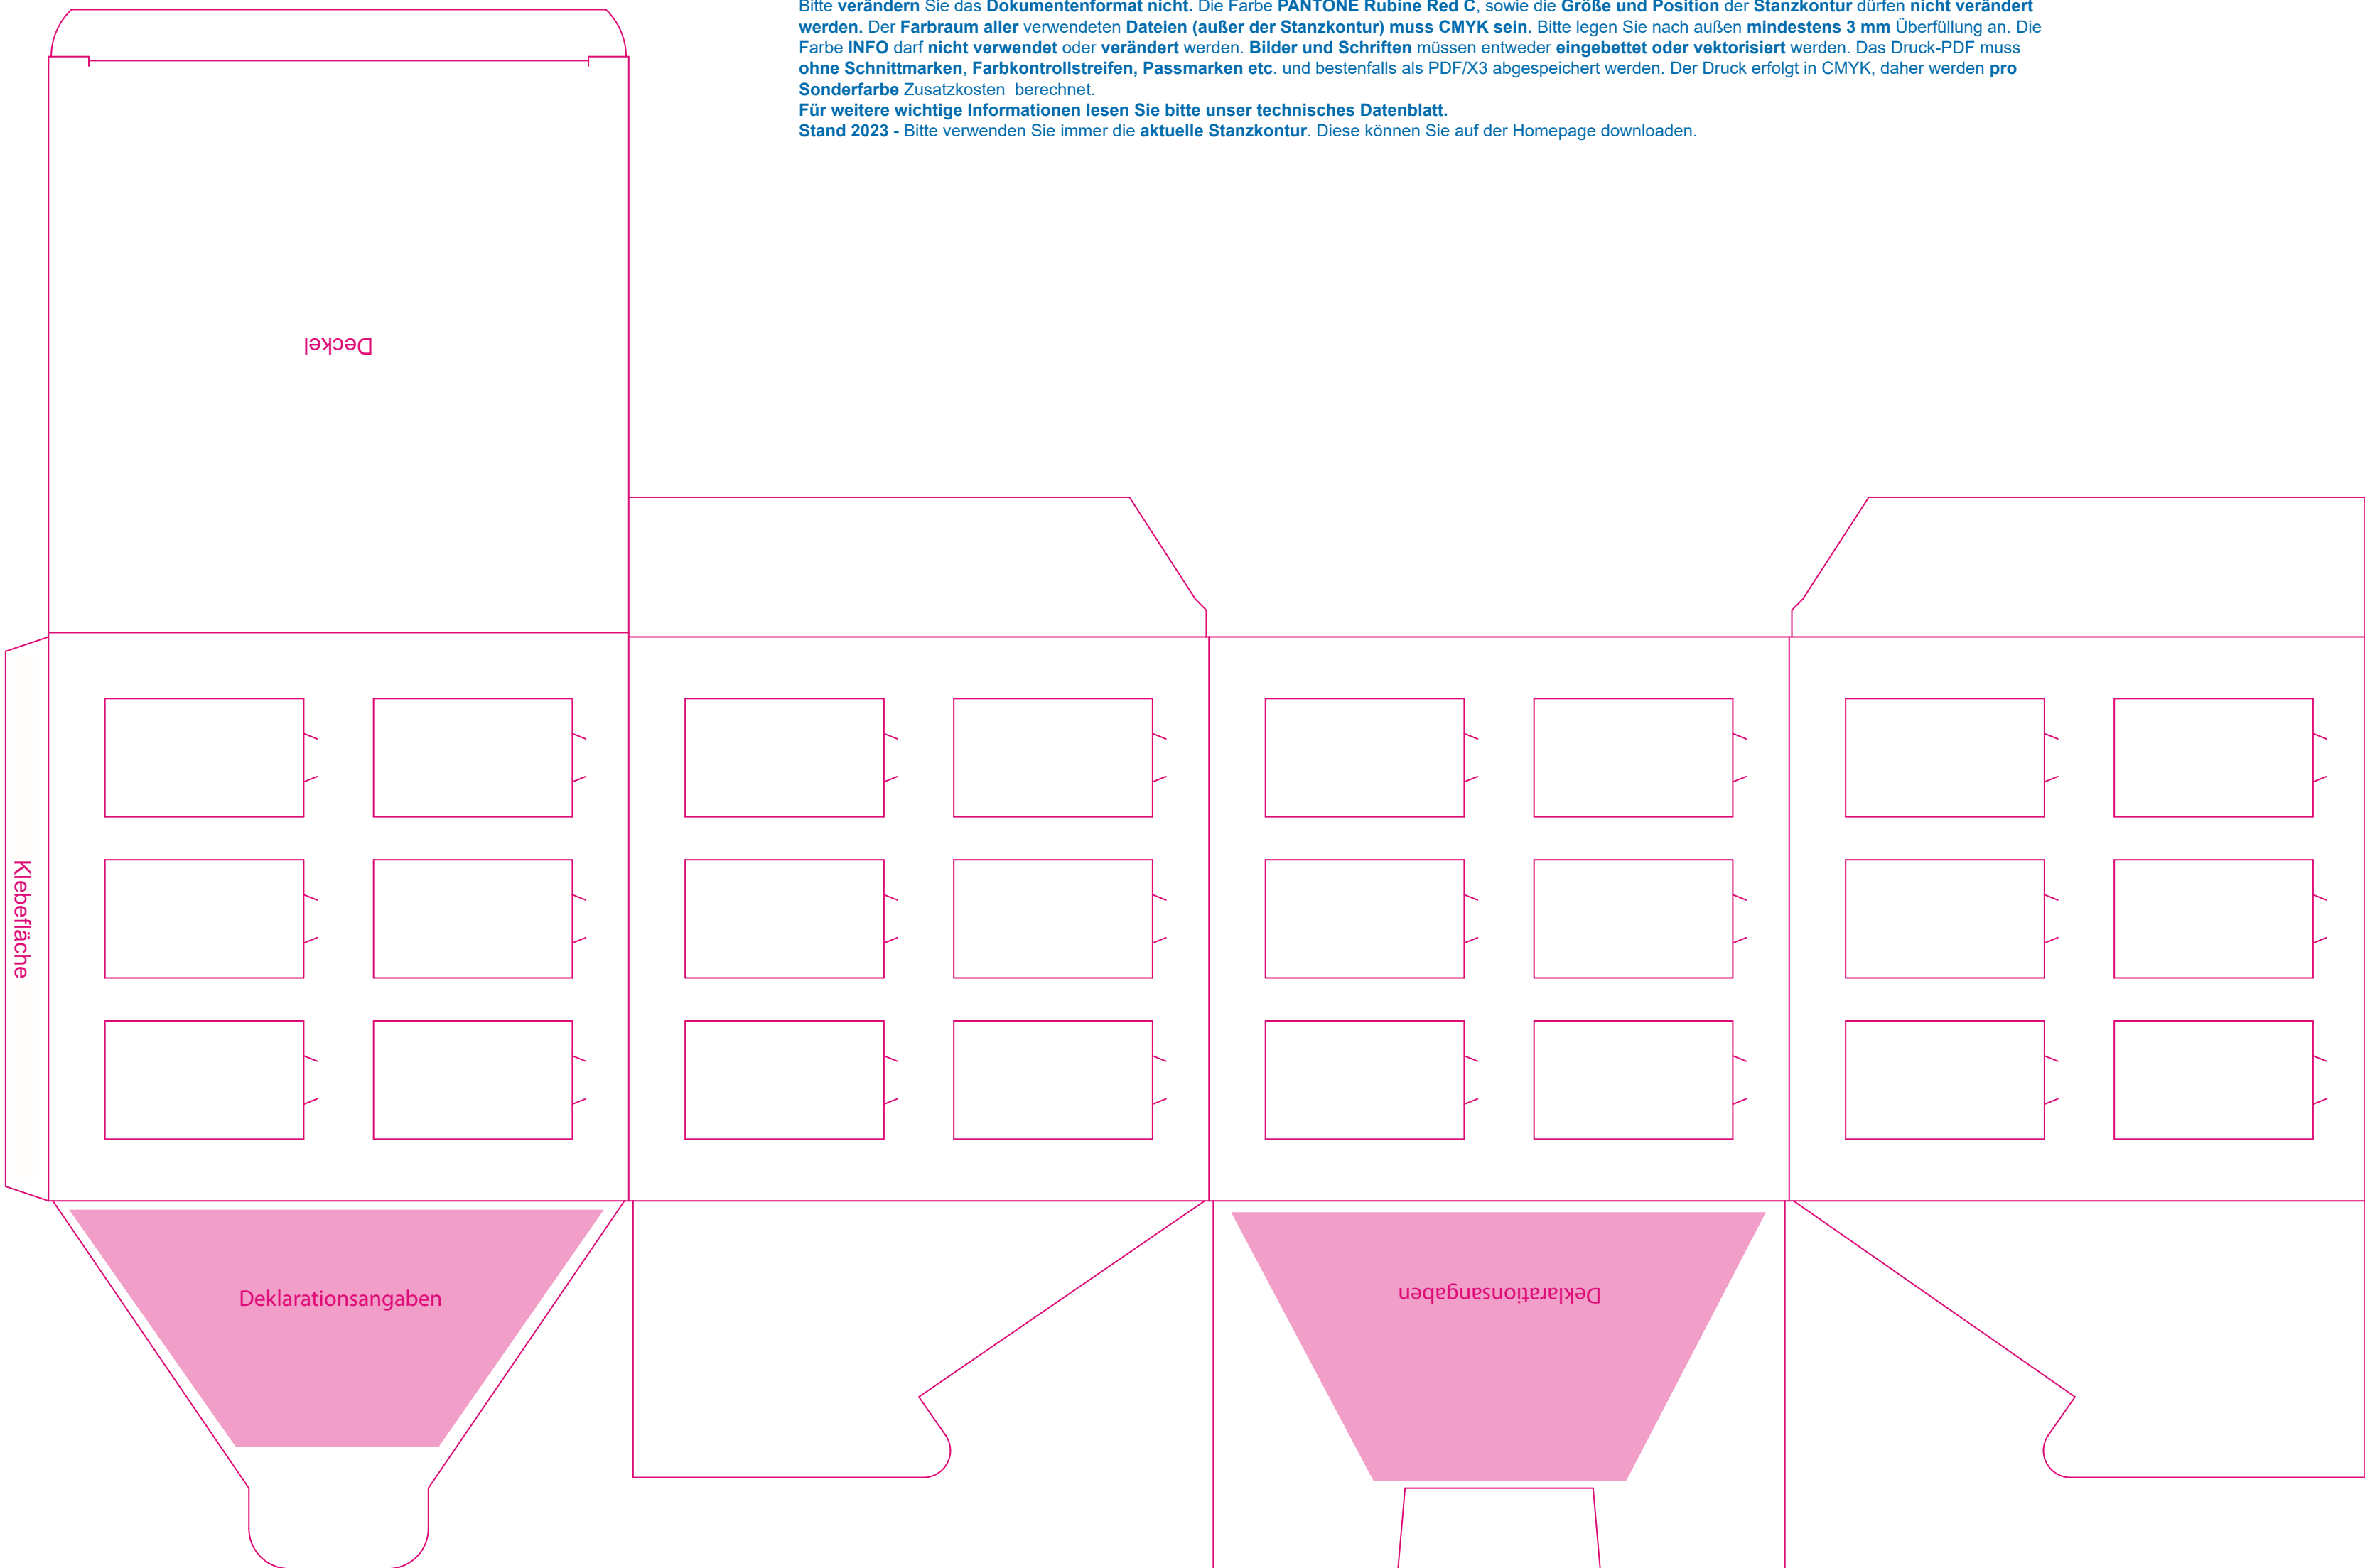 Bitte verändern Sie das Dokumentenformat nicht. Die Farbe PANTONE Rubine Red C, sowie die Größe und Position der Stanzkontur dürfen nicht verändert
werden. Der Farbraum aller verwendeten Dateien (außer der Stanzkontur) muss CMYK sein. Bitte legen Sie nach außen mindestens 3 mm Überfüllung an. Die
Farbe INFO darf nicht verwendet oder verändert werden. Bilder und Schriften müssen entweder eingebettet oder vektorisiert werden. Das Druck-PDF muss
ohne Schnittmarken, Farbkontrollstreifen, Passmarken etc. und bestenfalls als PDF/X3 abgespeichert werden. Der Druck erfolgt in CMYK, daher werden pro
Sonderfarbe Zusatzkosten  berechnet.
Für weitere wichtige Informationen lesen Sie bitte unser technisches Datenblatt.
Stand 2023 - Bitte verwenden Sie immer die aktuelle Stanzkontur. Diese können Sie auf der Homepage downloaden.
Deckel
Klebefläche
Deklarationsangaben
Deklarationsangaben